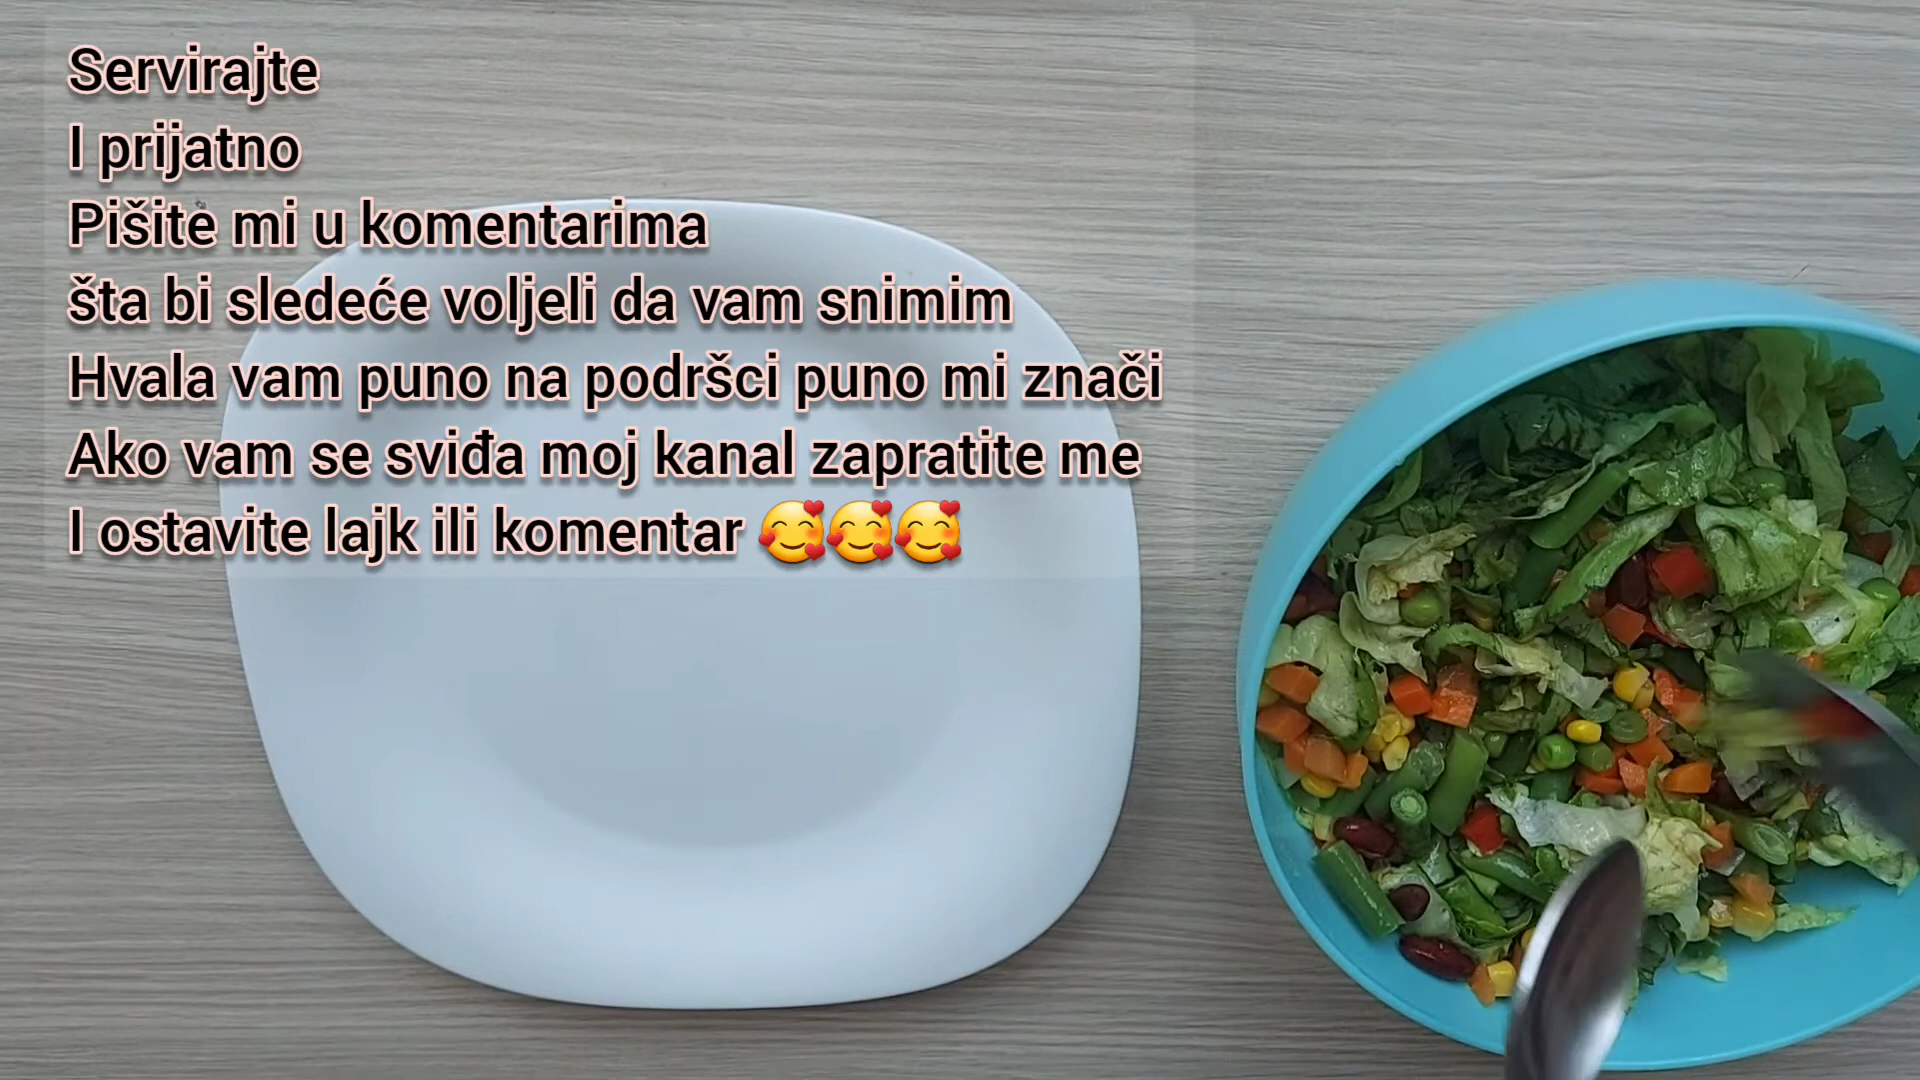 Servirajte
I prijatno
Pišite mi u komentarima
šta bi sledeće voljeli da vam snimim
Hvala vam puno na podršci puno mi znači
Ako vam se sviđa moj kanal zapratite me
I ostavite lajk ili komentar 🥰🥰🥰